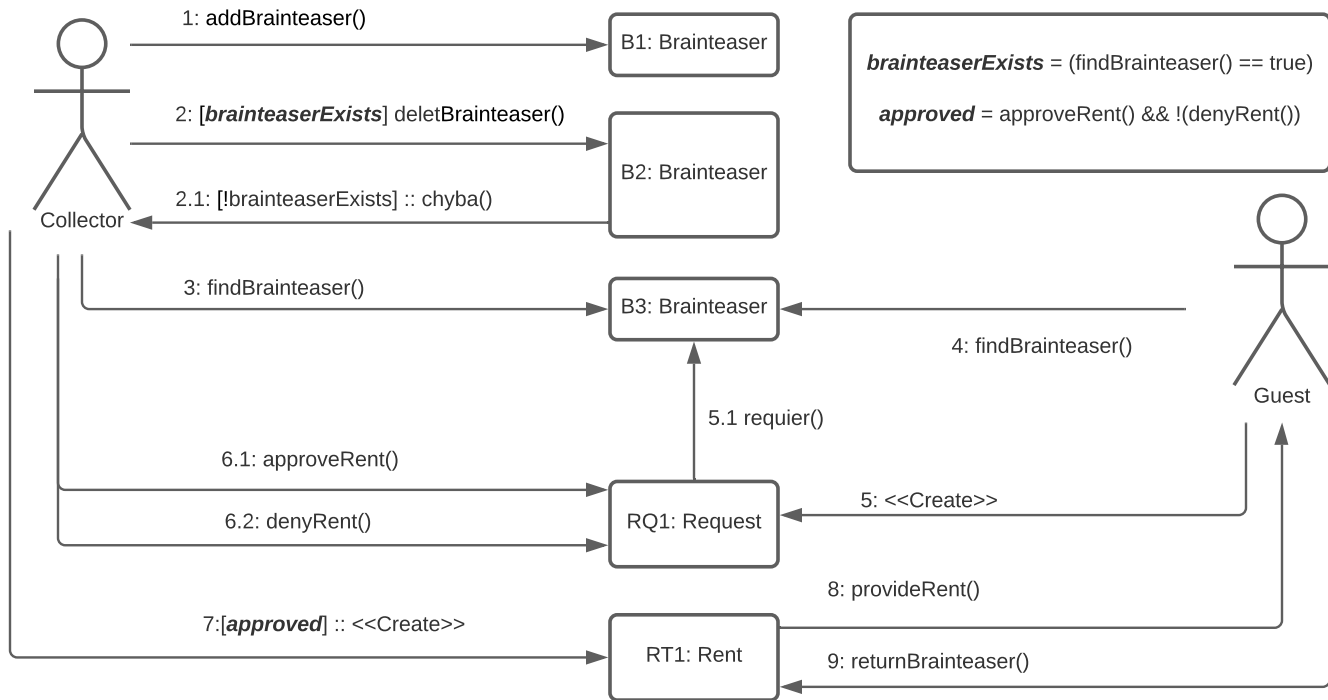 1: addBrainteaser()
B1: Brainteaser
brainteaserExists = (findBrainteaser() == true)
approved = approveRent() && !(denyRent())
2: [brainteaserExists] deletBrainteaser()
B2: Brainteaser
2.1: [!brainteaserExists] :: chyba()
Collector
3: findBrainteaser()
B3: Brainteaser
4: findBrainteaser()
Guest
5.1 requier()
6.1: approveRent()
5: <<Create>>
6.2: denyRent()
RQ1: Request
8: provideRent()
7:[approved] :: <<Create>>
RT1: Rent
9: returnBrainteaser()